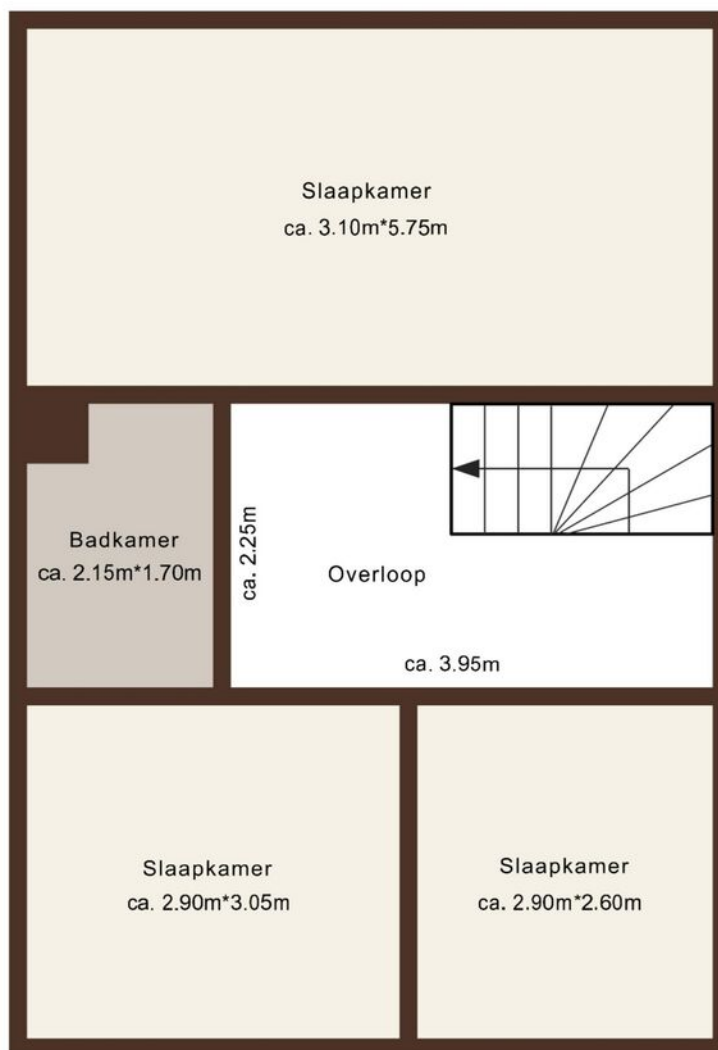 Slaapkamer
ca. 3.10m*5.75m
Badkamer
ca. 2.15m*1.70m
ca. 2.25m
Overloop
ca. 3.95m
Slaapkamer
ca. 2.90m*3.05m
Slaapkamer
ca. 2.90m*2.60m